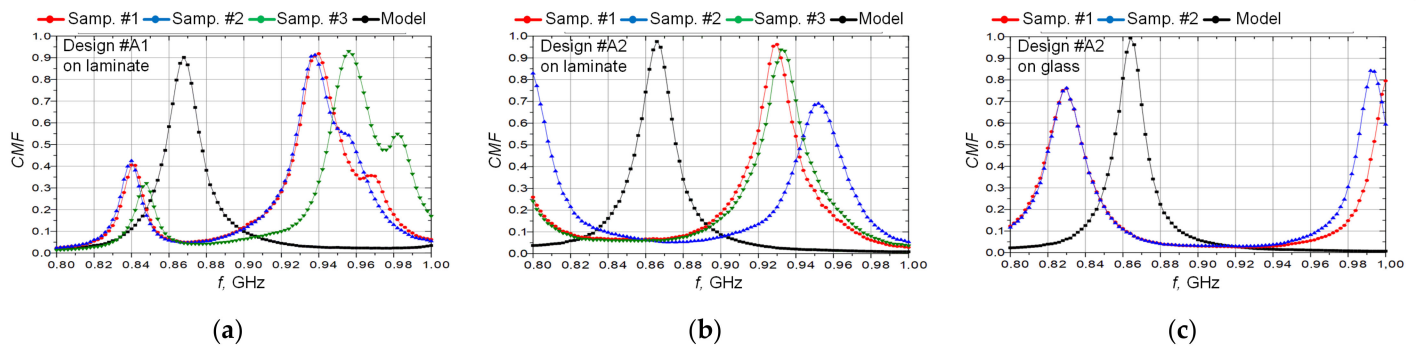 Samp. #1 Samp. #2 Samp. #3 Model
Design #A1
on laminate
CMF
1.0
0.9
0.8
0.7
0.6
0.5
0.4
0.3
0.2
0.1
0.0
0.80 0.82 0.84 0.86 0.88 0.90 0.92 0.94 0.96 0.98 1.00
f, GHz
(a)
Samp. #1 Samp. #2 Samp. #3 Model
Design #A2
on laminate
CMF
1.0
0.9
0.8
0.7
0.6
0.5
0.4
0.3
0.2
0.1
0.0
0.80 0.82 0.84 0.86 0.88 0.90 0.92 0.94 0.96 0.98 1.00
f, GHz
(b)
Samp. #1 Samp. #2 Model
Design #A2
on glass
CMF
1.0
0.9
0.8
0.7
0.6
0.5
0.4
0.3
0.2
0.1
0.0
0.80 0.82 0.84 0.86 0.88 0.90 0.92 0.94 0.96 0.98 1.00
f, GHz
(c)